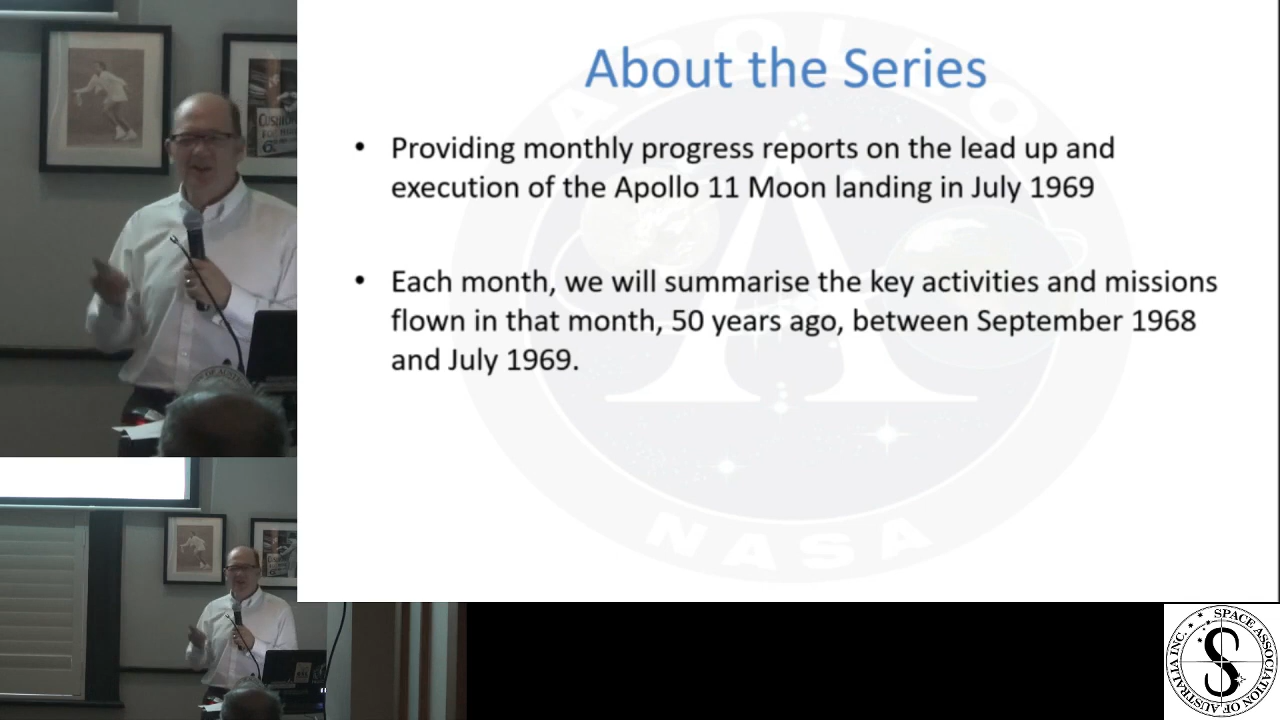 About the Series
• Providing monthly progress reports on the lead up and
execution of the Apollo 11 Moon landing in July 1969
• Each month, we will summarise the key activities and missions
flown in that month, 50 years ago, between September 1968
and July 1969.
APOLLO
NASA
SPACE ASSOCIATION OF AUSTRALIA INC.
S